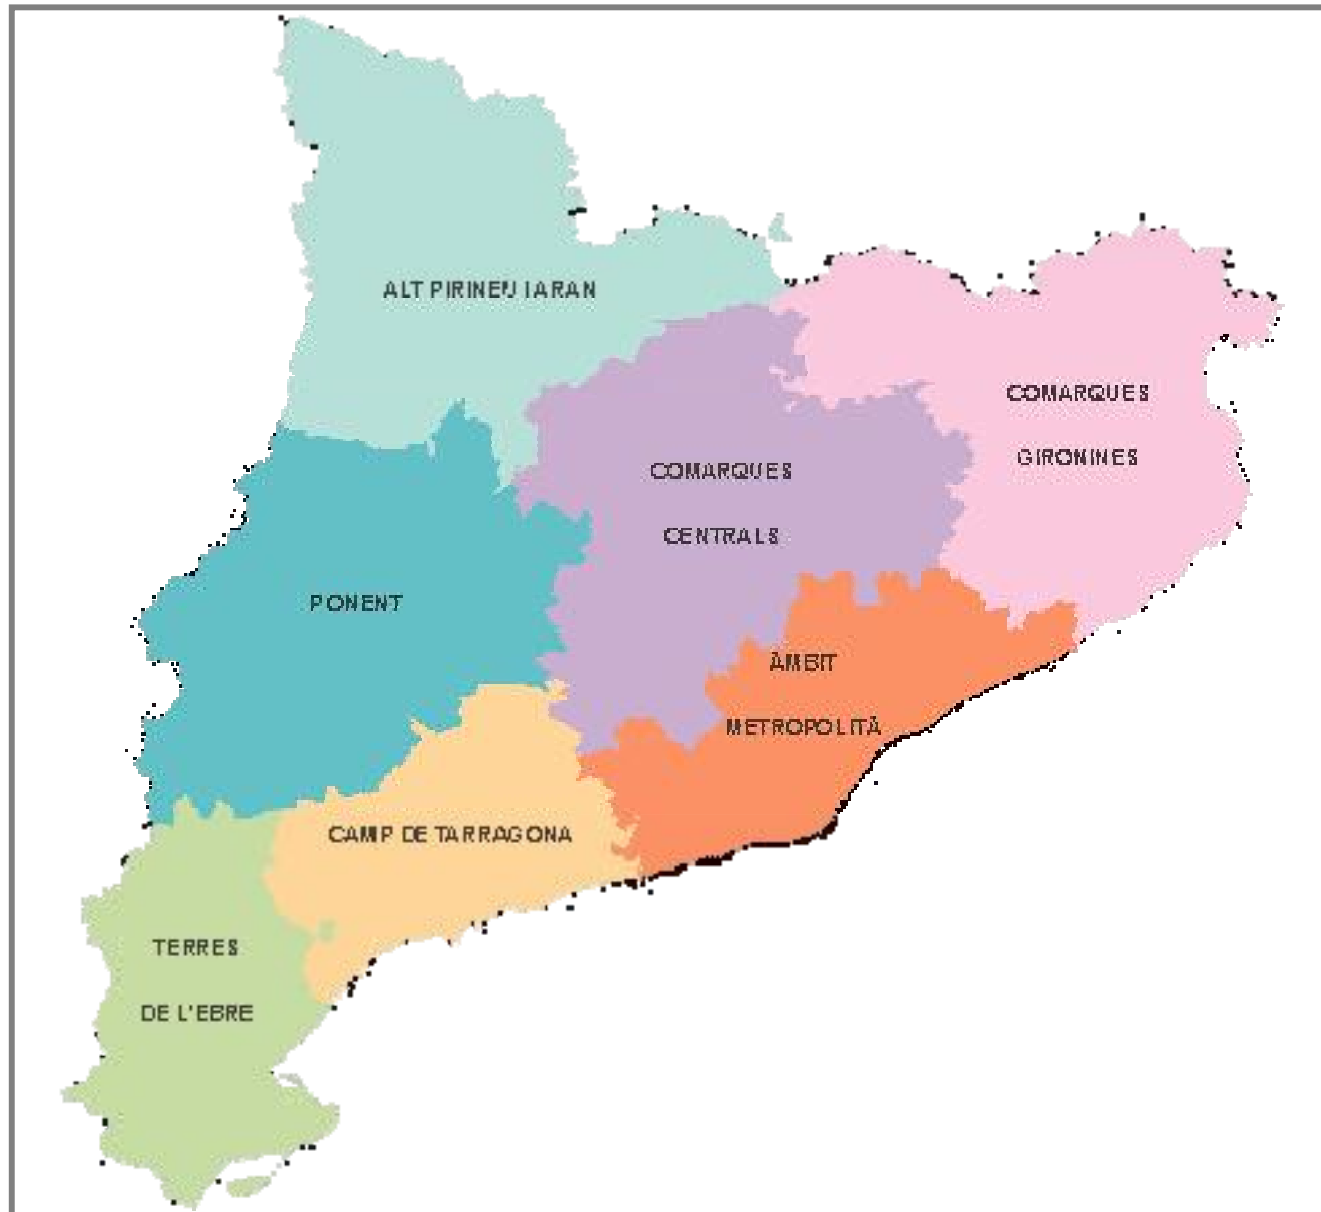 ALT PIRINEU I ARAN
COMARQUES
GIRONINES
COMARQUES
CENTRALS
PONENT
ÀMBIT
METROPOLITÀ
CAMP DE TARRAGONA
TERRES
DE L'EBRE